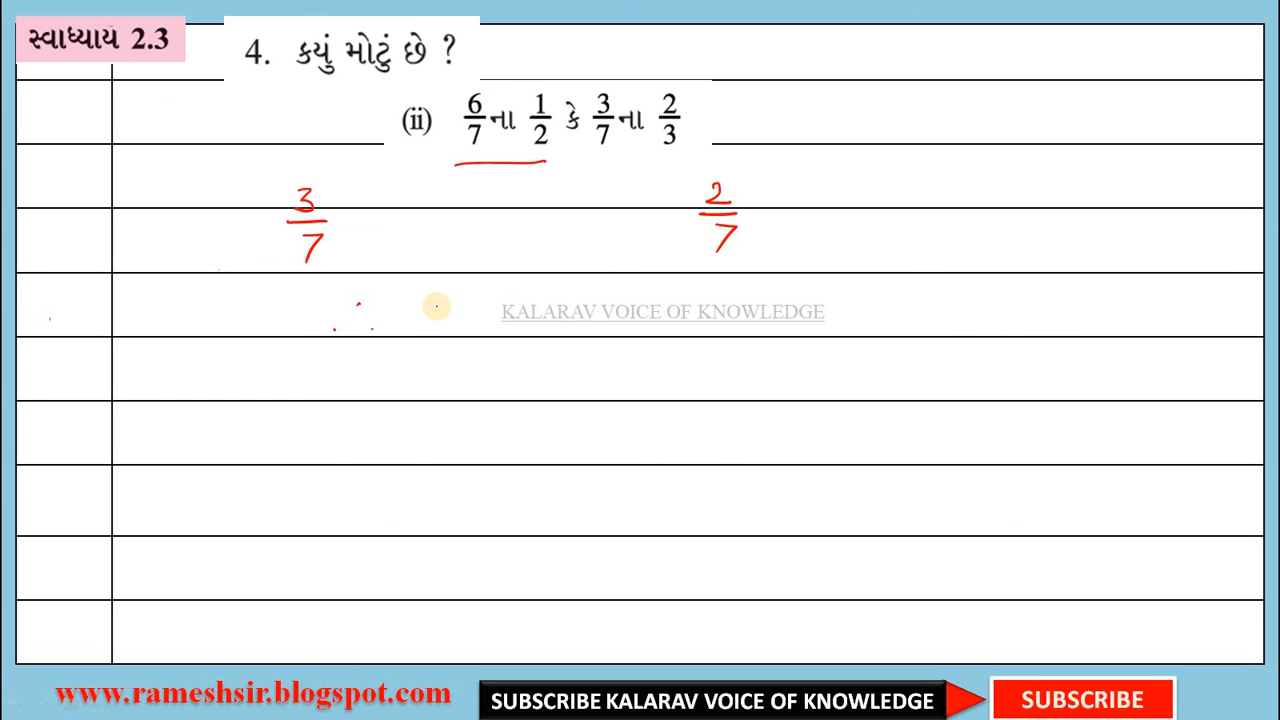 સ્વાધ્યાય 2.3
4. કયું મોટું છે ?
(ii) 6/7 ના 1/2 કે 3/7 ના 2/3
3/7 2/7
∴
KALARAV VOICE OF KNOWLEDGE
www.rameshsir.blogspot.com
SUBSCRIBE KALARAV VOICE OF KNOWLEDGE
SUBSCRIBE